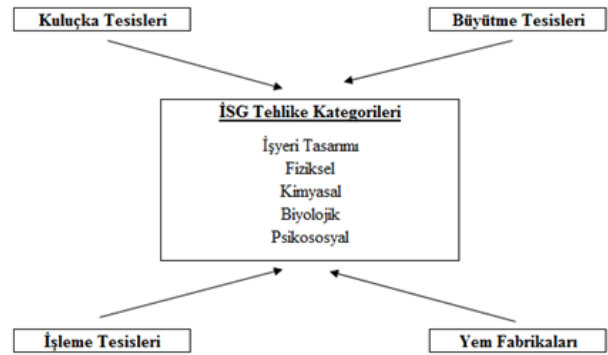 Kuluçka Tesisleri
Büyütme Tesisleri
İSG Tehlike Kategorileri
İşyeri Tasarımı
Fiziksel
Kimyasal
Biyolojik
Psikososyal
İşleme Tesisleri
Yem Fabrikaları